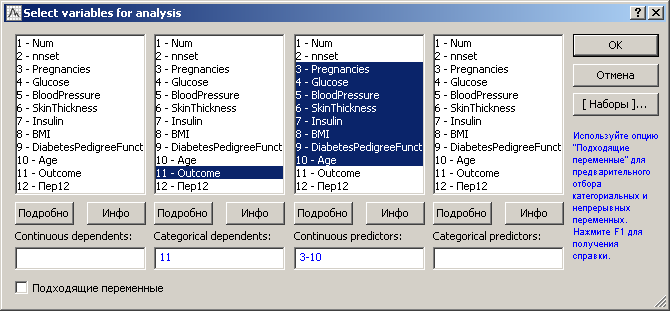 Select variables for analysis
1 - Num
2 - nnset
3 - Pregnancies
4 - Glucose
5 - BloodPressure
6 - SkinThickness
7 - Insulin
8 - BMI
9 - DiabetesPedigreeFunct
10 - Age
11 - Outcome
12 - Пер12
1 - Num
2 - nnset
3 - Pregnancies
4 - Glucose
5 - BloodPressure
6 - SkinThickness
7 - Insulin
8 - BMI
9 - DiabetesPedigreeFunct
10 - Age
11 - Outcome
12 - Пер12
1 - Num
2 - nnset
3 - Pregnancies
4 - Glucose
5 - BloodPressure
6 - SkinThickness
7 - Insulin
8 - BMI
9 - DiabetesPedigreeFunct
10 - Age
11 - Outcome
12 - Пер12
1 - Num
2 - nnset
3 - Pregnancies
4 - Glucose
5 - BloodPressure
6 - SkinThickness
7 - Insulin
8 - BMI
9 - DiabetesPedigreeFunct
10 - Age
11 - Outcome
12 - Пер12
OK
Отмена
[ Наборы ]...
Используйте опцию
"Подходящие
переменные" для
предварительного
отбора
категориальных и
непрерывных
переменных.
Нажмите F1 для
получения
справки.
Подробно Инфо Подробно Инфо Подробно Инфо Подробно Инфо
Continuous dependents: Categorical dependents: Continuous predictors: Categorical predictors:
11 3-10
Подходящие переменные